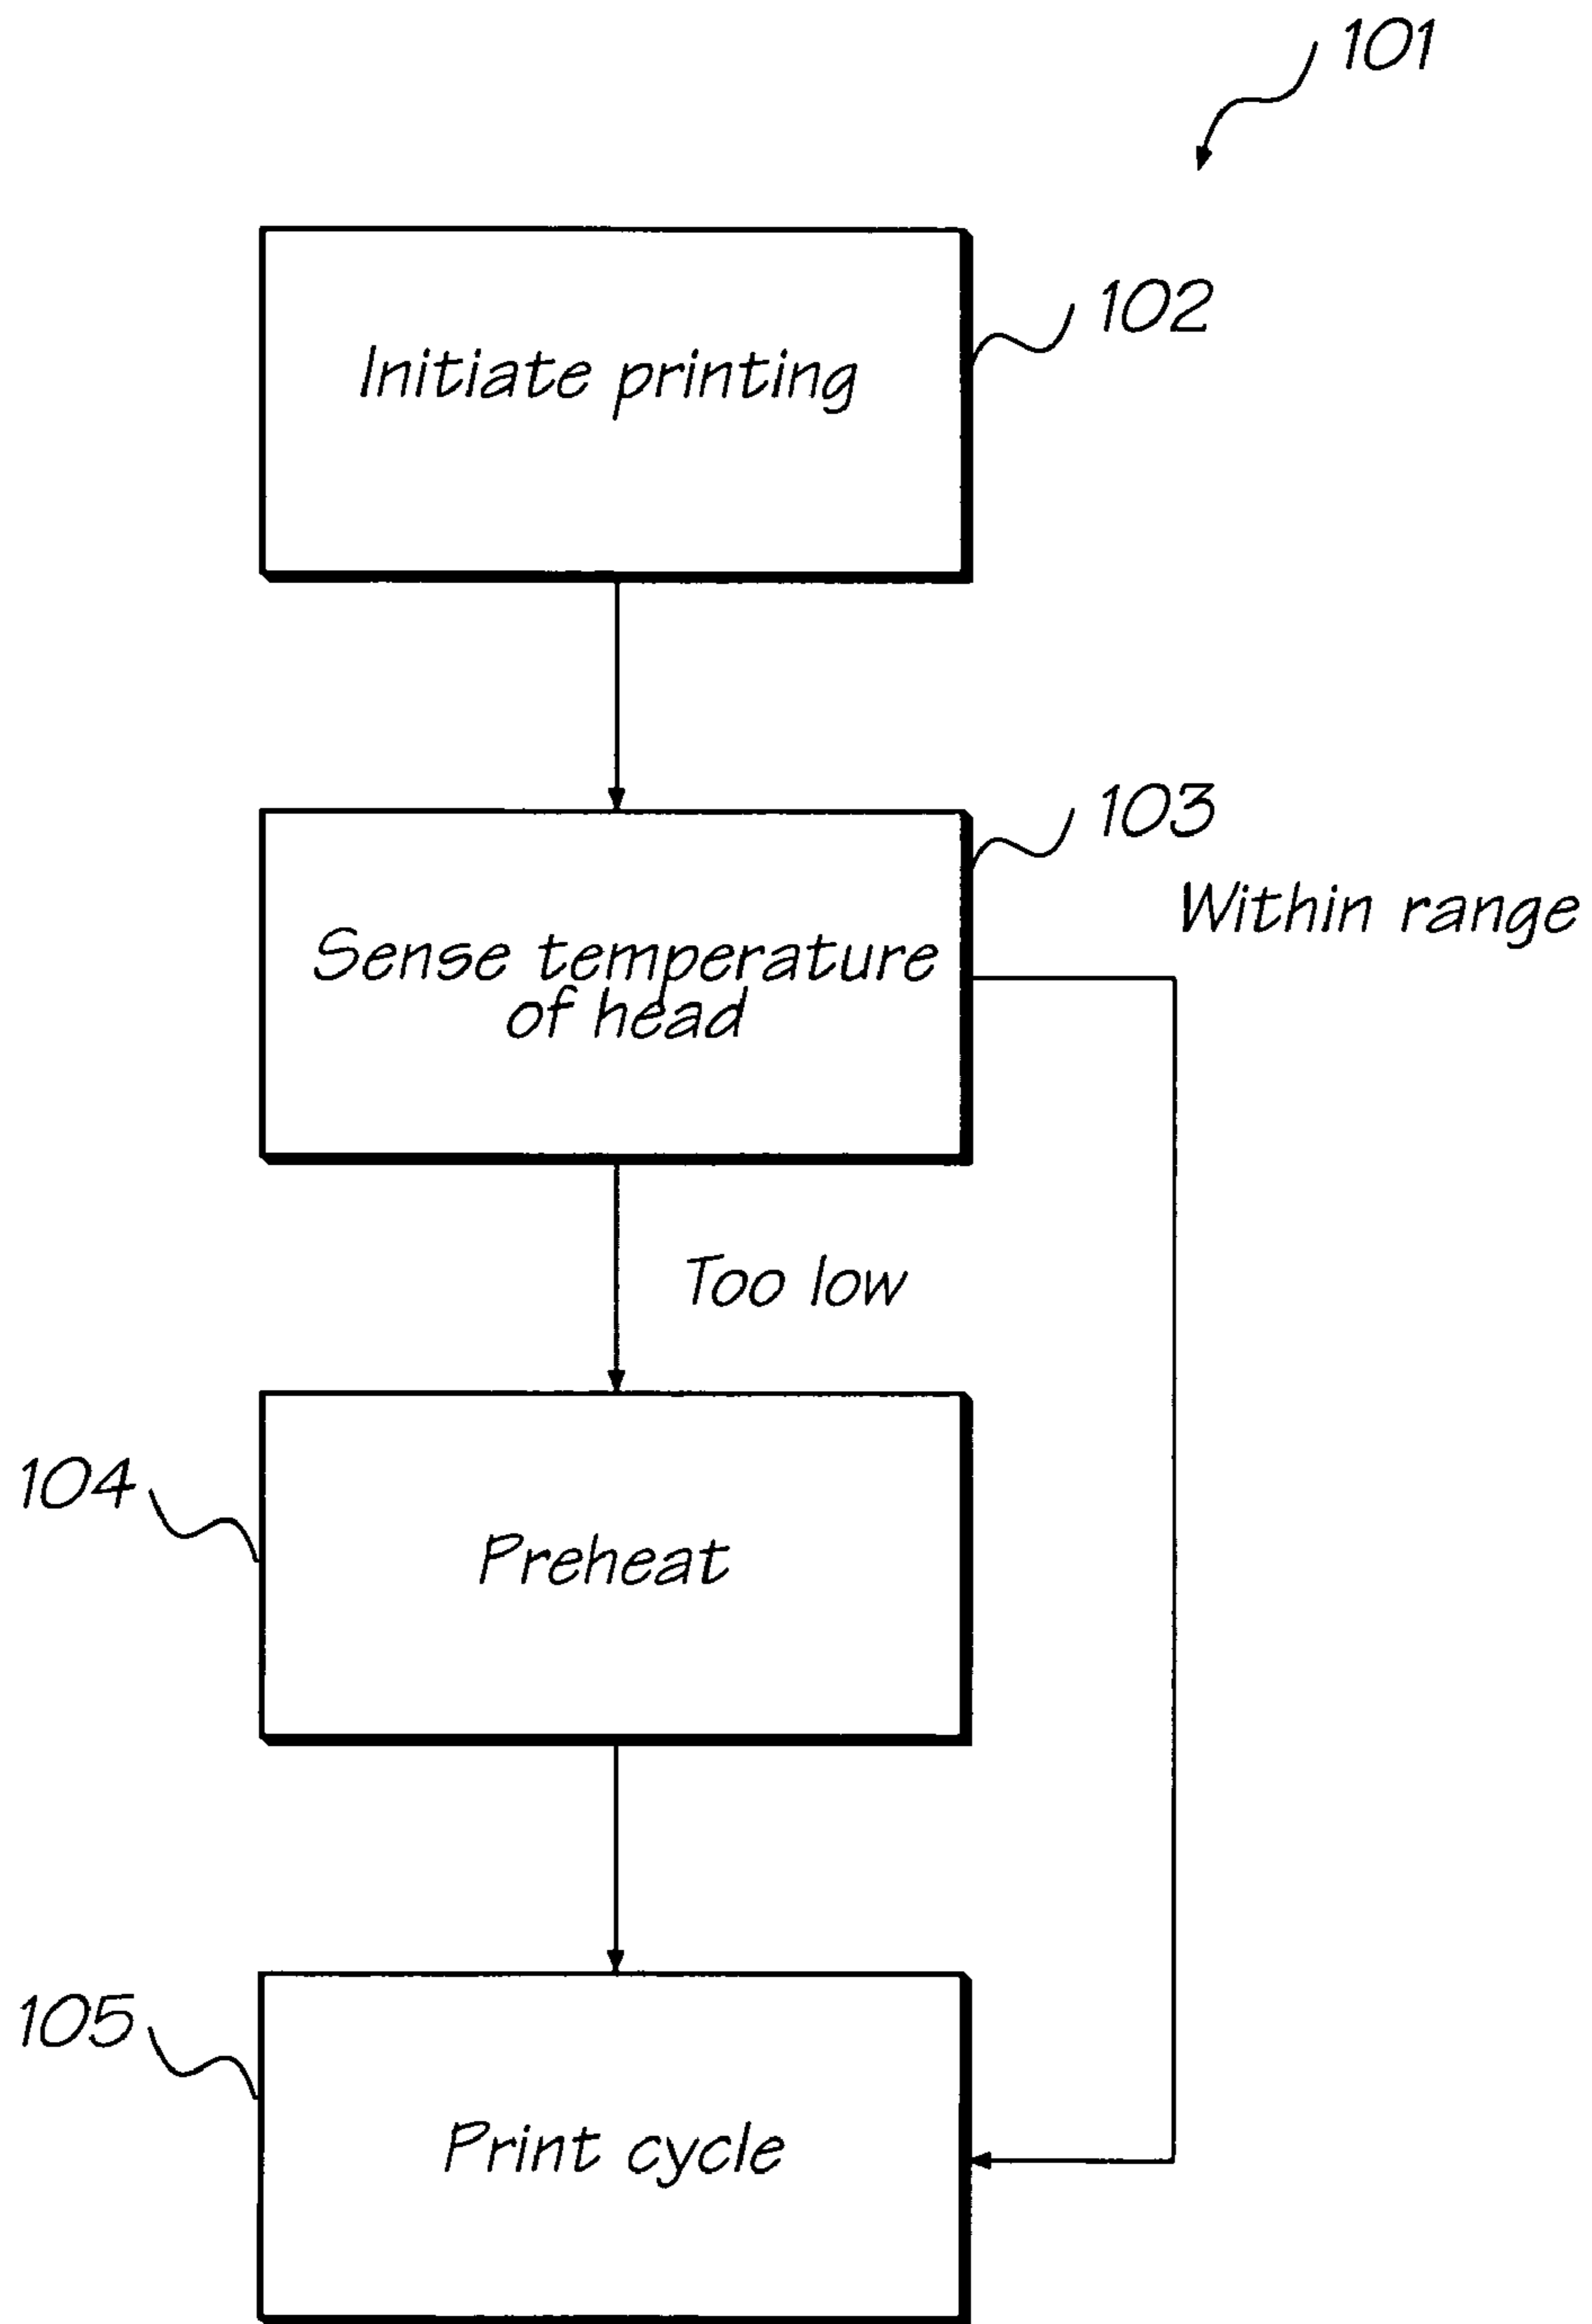 101
Initiate printing
102
103
Within range
Sense temperature
of head
Too low
104
Preheat
105
Print cycle